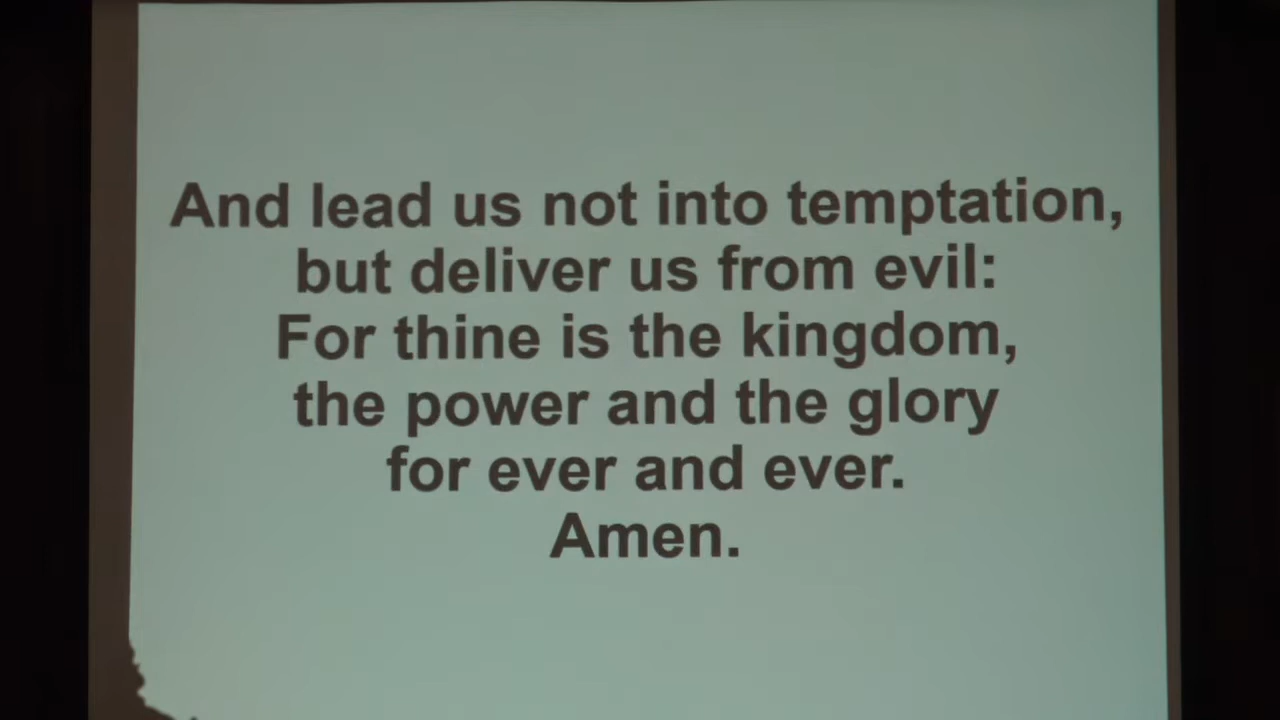 And lead us not into temptation,
but deliver us from evil:
For thine is the kingdom,
the power and the glory
for ever and ever.
Amen.